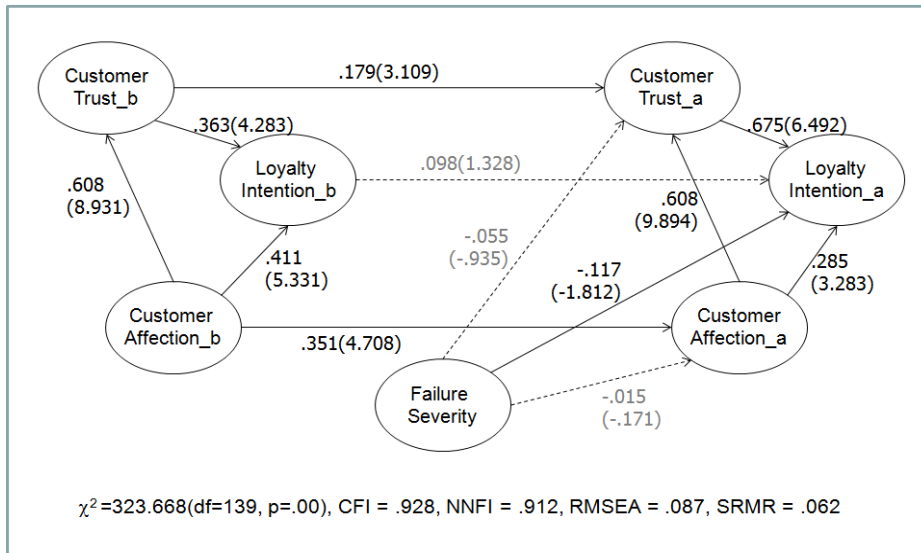 Customer
Trust_b
.179(3.109)
Customer
Trust_a
.363(4.283)
.675(6.492)
Loyalty
Intention_b
.098(1.328)
Loyalty
Intention_a
.608
(8.931)
.608
(9.894)
-.055
(-.935)
.411
(5.331)
-.117
(-1.812)
.285
(3.283)
Customer
Affection_b
.351(4.708)
Customer
Affection_a
Failure
Severity
-.015
(-.171)
χ²=323.668(df=139, p=.00), CFI = .928, NNFI = .912, RMSEA = .087, SRMR = .062